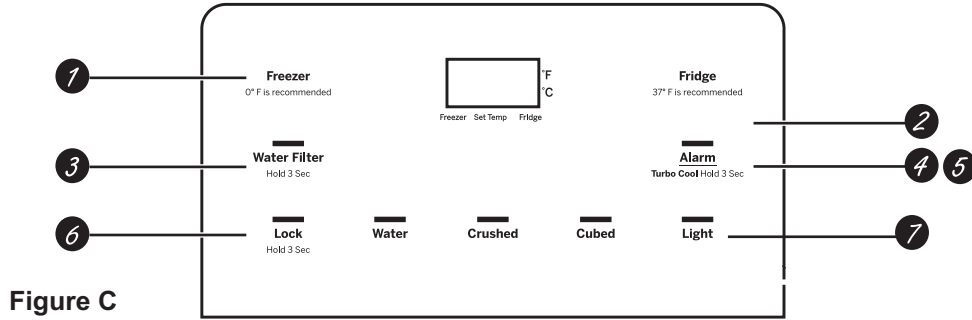 1
Freezer
0° F is recommended
°F
°C
Freezer Set Temp Fridge
Fridge
37° F is recommended
2
3
Water Filter
Hold 3 Sec
Alarm
Turbo Cool Hold 3 Sec
4 5
6
Lock
Hold 3 Sec
Water
Crushed
Cubed
Light
7
Figure C